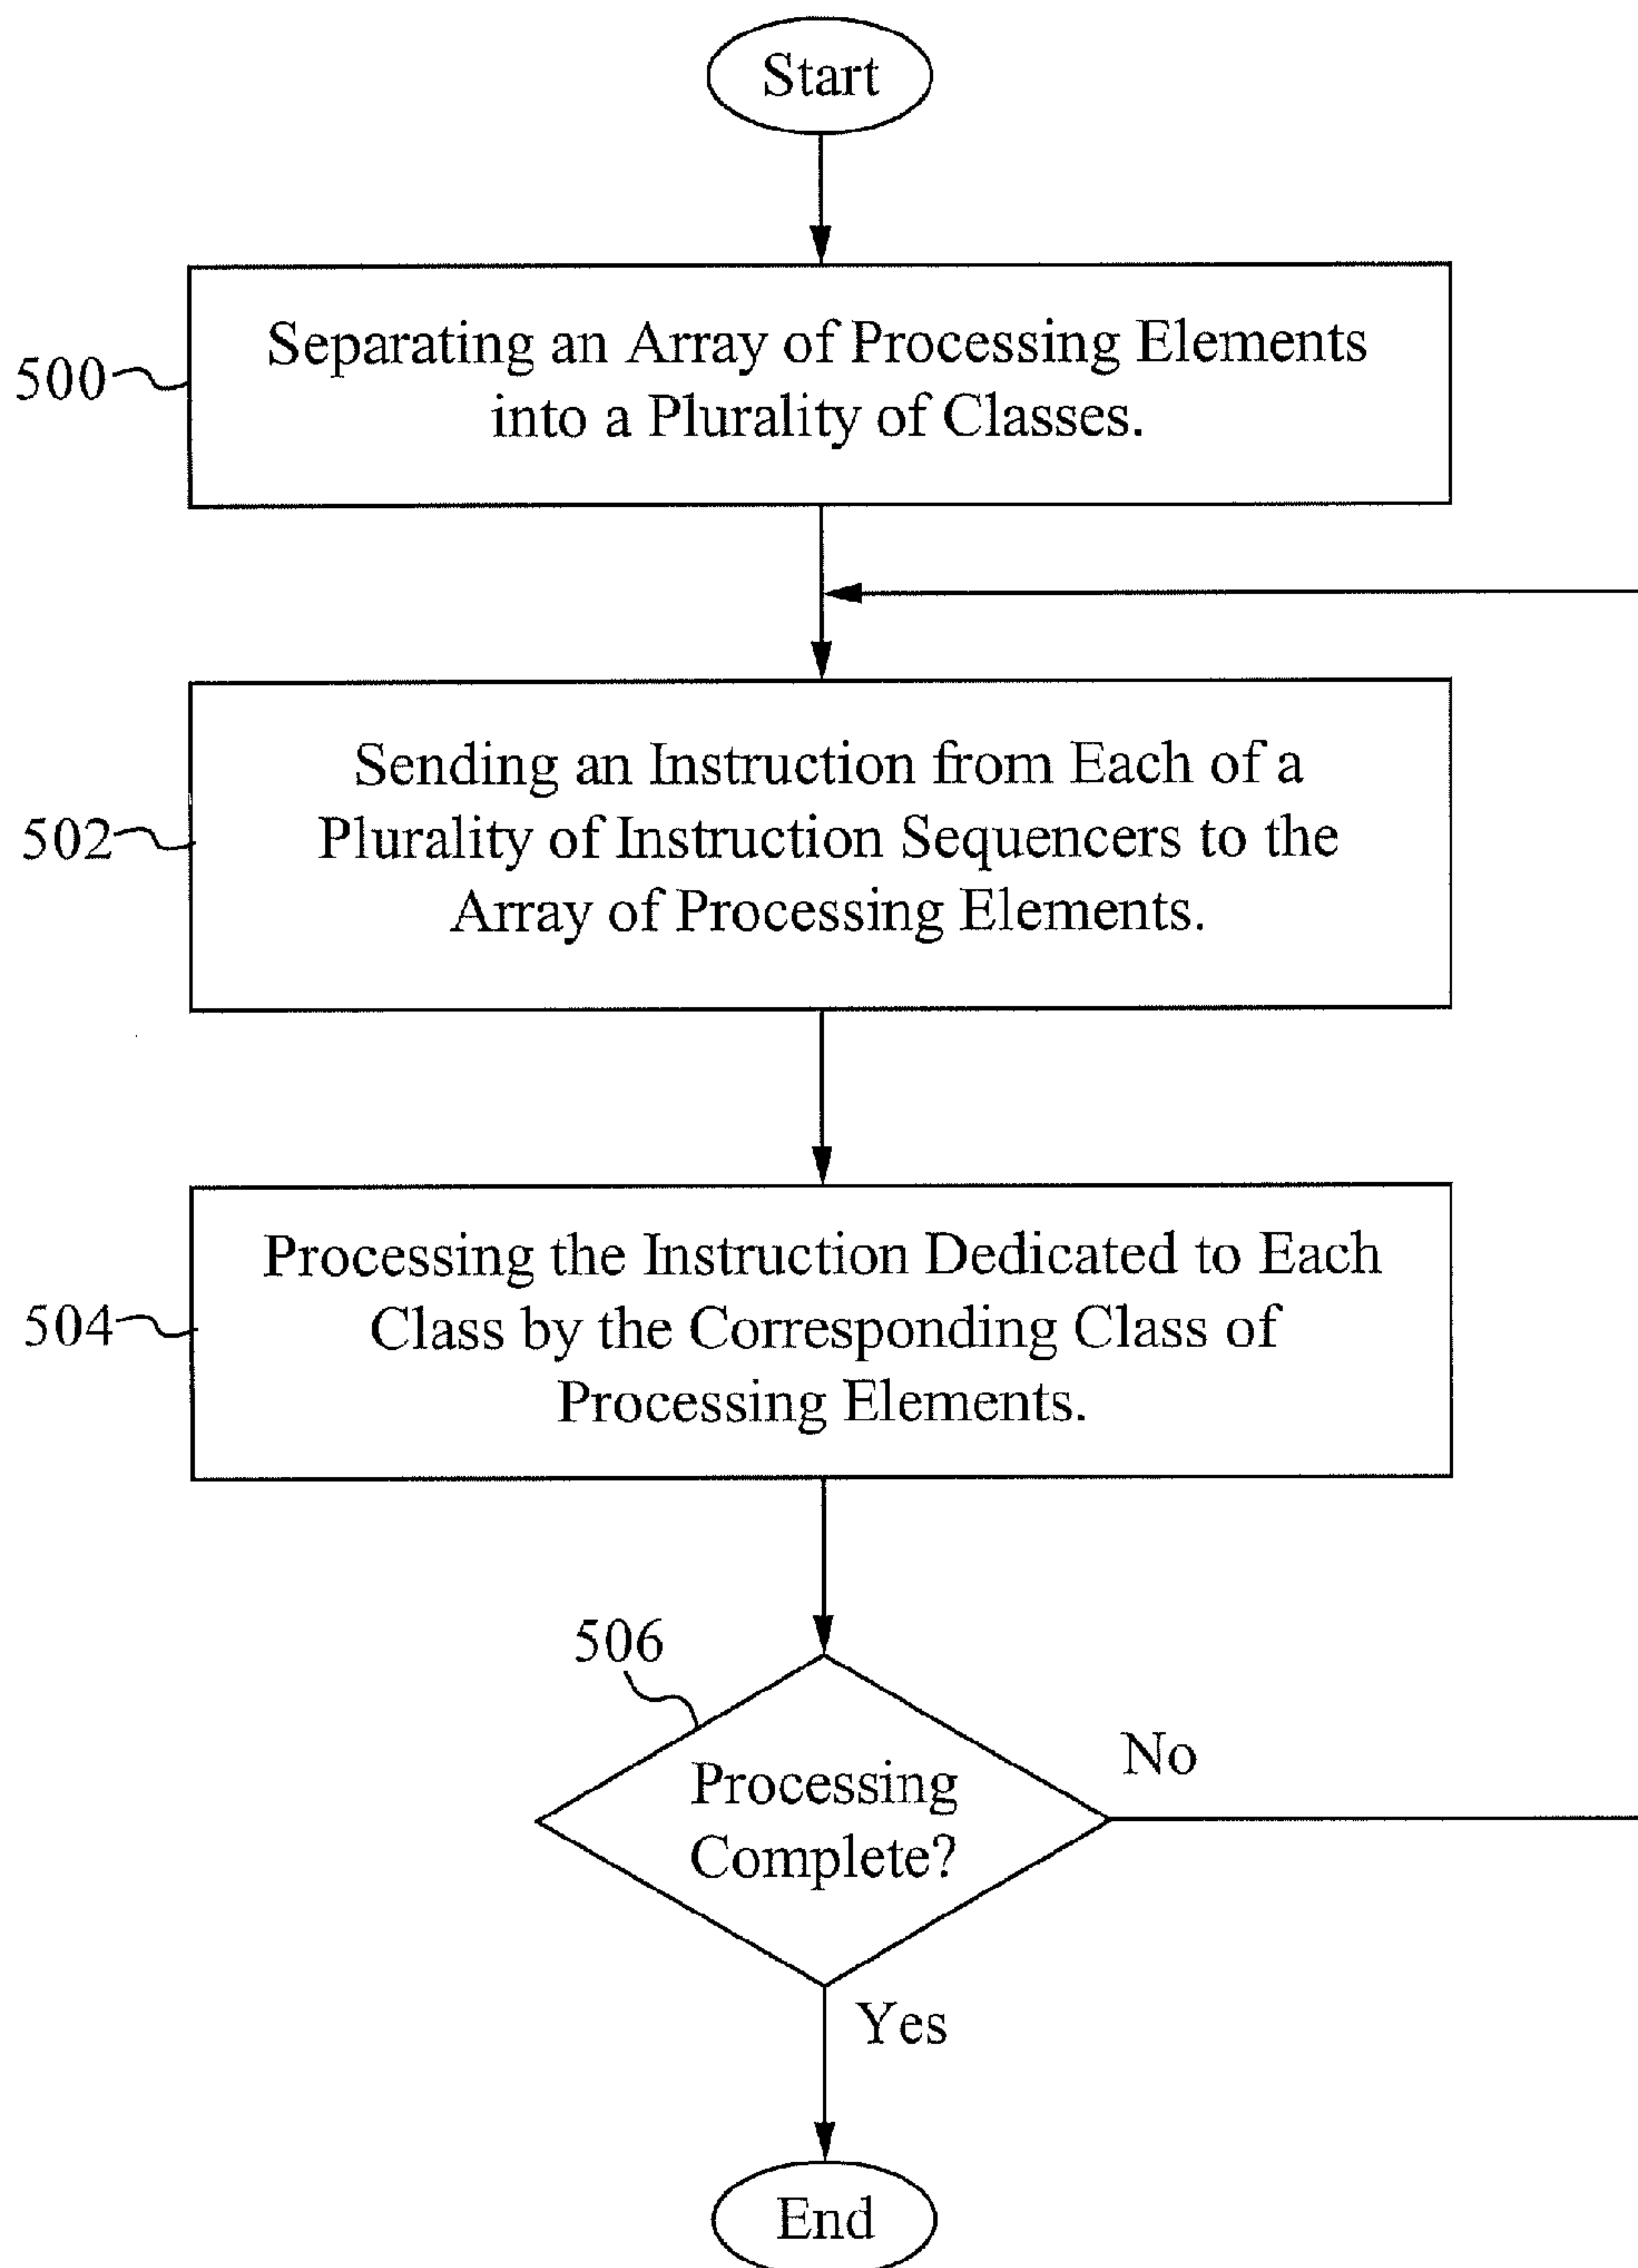 Start
500
Separating an Array of Processing Elements
into a Plurality of Classes.
502
Sending an Instruction from Each of a
Plurality of Instruction Sequencers to the
Array of Processing Elements.
504
Processing the Instruction Dedicated to Each
Class by the Corresponding Class of
Processing Elements.
506
Processing
Complete?
No
Yes
End